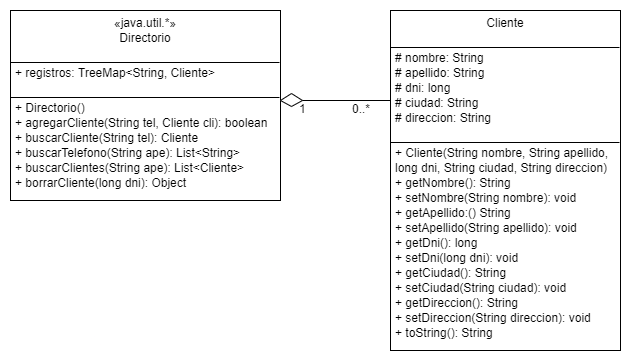 «java.util.*»
Directorio
+ registros: TreeMap<String, Cliente>
+ Directorio()
+ agregarCliente(String tel, Cliente cli): boolean
+ buscarCliente(String tel): Cliente
+ buscarTelefono(String ape): List<String>
+ buscarClientes(String ape): List<Cliente>
+ borrarCliente(long dni): Object
1
0..*
Cliente
# nombre: String
# apellido: String
# dni: long
# ciudad: String
# direccion: String
+ Cliente(String nombre, String apellido,
long dni, String ciudad, String direccion)
+ getNombre(): String
+ setNombre(String nombre): void
+ getApellido:() String
+ setApellido(String apellido): void
+ getDni(): long
+ setDni(long dni): void
+ getCiudad(): String
+ setCiudad(String ciudad): void
+ getDireccion(): String
+ setDireccion(String direccion): void
+ toString(): String